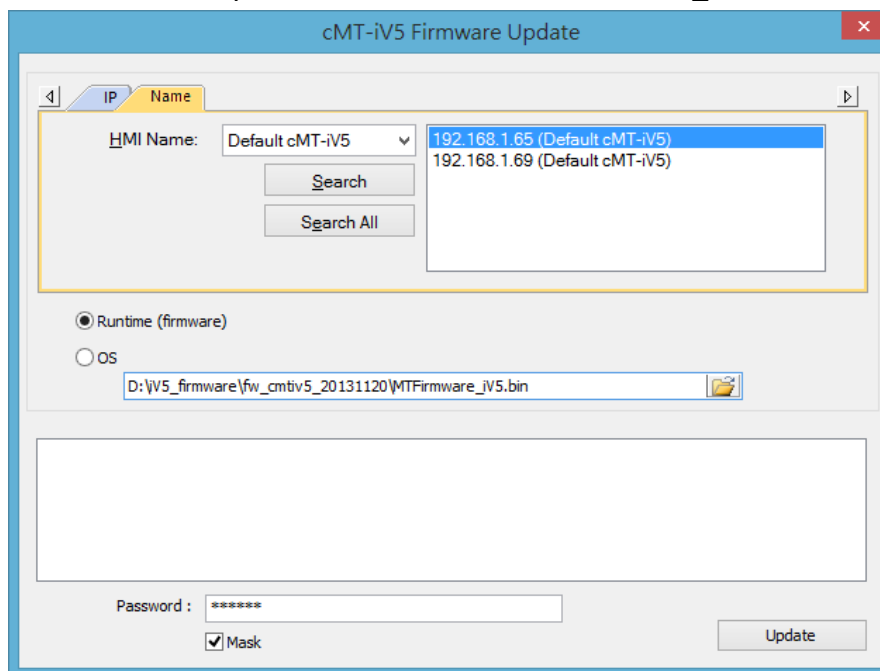 cMT-iV5 Firmware Update
IP
Name
HMI Name:
Default cMT-iV5
192.168.1.65 (Default cMT-iV5)
192.168.1.69 (Default cMT-iV5)
Search
Search All
Runtime (firmware)
OS
D:\iV5_firmware\fw_cmtiv5_20131120\MTFirmware_iV5.bin
Password :
******
Mask
Update